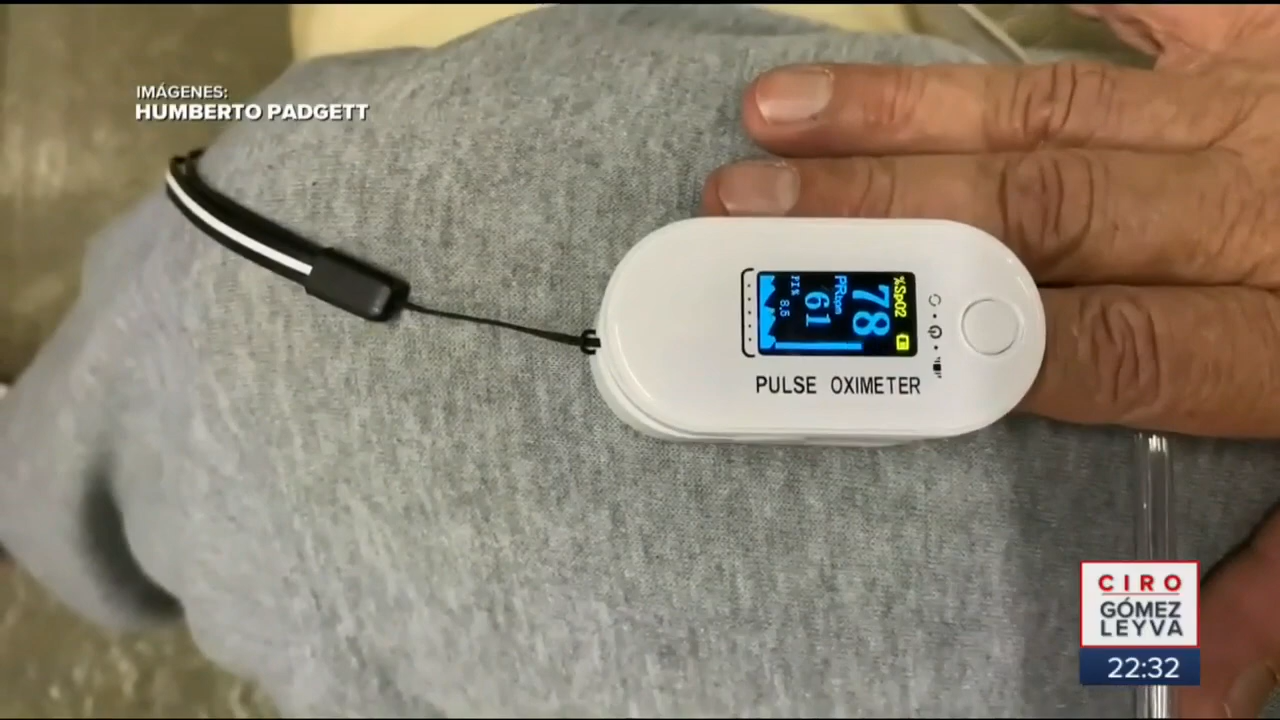 IMÁGENES:
HUMBERTO PADGETT
%SpO2
78
PRbpm
61
PI%
8.5
PULSE OXIMETER
CIRO
GÓMEZ
LEYVA
22:32